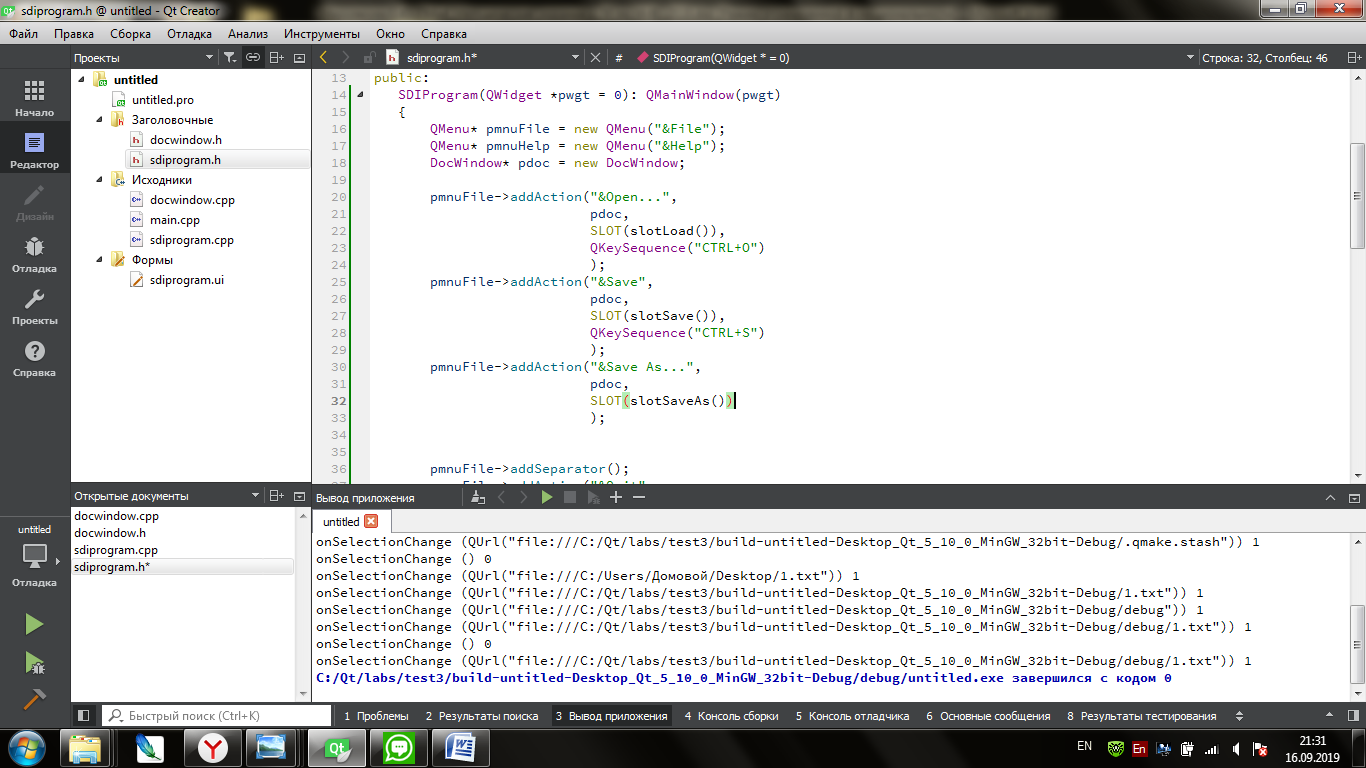 sdiprogram.h @ untitled - Qt Creator
Файл Правка Сборка Отладка Анализ Инструменты Окно Справка
Проекты
sdiprogram.h*
#
SDIProgram(QWidget * = 0)
Строка: 32, Столбец: 46
Начало
Редактор
Дизайн
Отладка
Проекты
Справка
untitled
untitled.pro
Заголовочные
docwindow.h
sdiprogram.h
Исходники
docwindow.cpp
main.cpp
sdiprogram.cpp
Формы
sdiprogram.ui
13 public:
14 SDIProgram(QWidget *pwgt = 0): QMainWindow(pwgt)
15 {
16 QMenu* pmnuFile = new QMenu("&File");
17 QMenu* pmnuHelp = new QMenu("&Help");
18 DocWindow* pdoc = new DocWindow;
19
20 pmnuFile->addAction("&Open...",
21 pdoc,
22 SLOT(slotLoad()),
23 QKeySequence("CTRL+O")
24 );
25 pmnuFile->addAction("&Save",
26 pdoc,
27 SLOT(slotSave()),
28 QKeySequence("CTRL+S")
29 );
30 pmnuFile->addAction("&Save As...",
31 pdoc,
32 SLOT(slotSaveAs())
33 );
34
35
36 pmnuFile->addSeparator();
Открытые документы
docwindow.cpp
docwindow.h
sdiprogram.cpp
sdiprogram.h*
untitled
Отладка
Вывод приложения
untitled
onSelectionChange (QUrl("file:///C:/Qt/labs/test3/build-untitled-Desktop_Qt_5_10_0_MinGW_32bit-Debug/.qmake.stash")) 1
onSelectionChange () 0
onSelectionChange (QUrl("file:///C:/Users/Домовой/Desktop/1.txt")) 1
onSelectionChange (QUrl("file:///C:/Qt/labs/test3/build-untitled-Desktop_Qt_5_10_0_MinGW_32bit-Debug/1.txt")) 1
onSelectionChange (QUrl("file:///C:/Qt/labs/test3/build-untitled-Desktop_Qt_5_10_0_MinGW_32bit-Debug/debug")) 1
onSelectionChange (QUrl("file:///C:/Qt/labs/test3/build-untitled-Desktop_Qt_5_10_0_MinGW_32bit-Debug/debug/1.txt")) 1
onSelectionChange () 0
onSelectionChange (QUrl("file:///C:/Qt/labs/test3/build-untitled-Desktop_Qt_5_10_0_MinGW_32bit-Debug/debug/1.txt")) 1
C:/Qt/labs/test3/build-untitled-Desktop_Qt_5_10_0_MinGW_32bit-Debug/debug/untitled.exe завершился с кодом 0
Быстрый поиск (Ctrl+K)
1 Проблемы 2 Результаты поиска 3 Вывод приложения 4 Консоль сборки 5 Консоль отладчика 6 Основные сообщения 8 Результаты тестирования
EN
En
21:31
16.09.2019